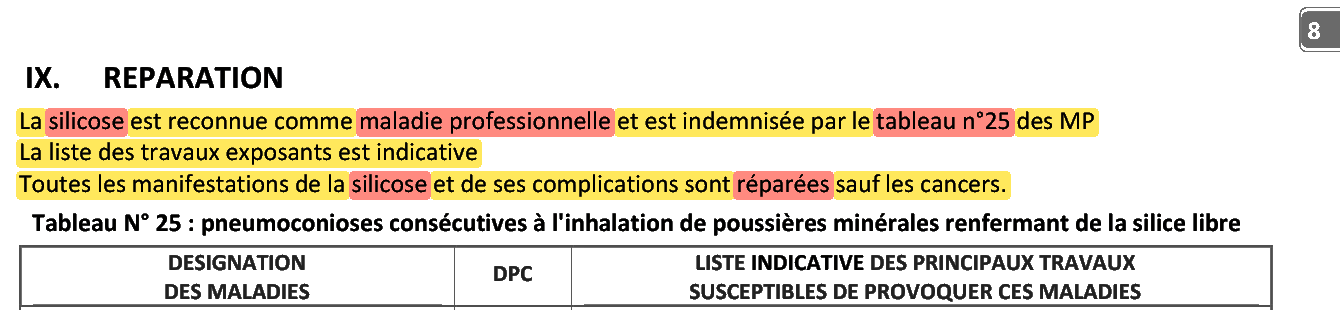 8
IX. REPARATION
La silicose est reconnue comme maladie professionnelle et est indemnisée par le tableau n°25 des MP
La liste des travaux exposants est indicative
Toutes les manifestations de la silicose et de ses complications sont réparées sauf les cancers.
Tableau N° 25 : pneumoconioses consécutives à l'inhalation de poussières minérales renfermant de la silice libre
DESIGNATION
DES MALADIES
DPC
LISTE INDICATIVE DES PRINCIPAUX TRAVAUX
SUSCEPTIBLES DE PROVOQUER CES MALADIES